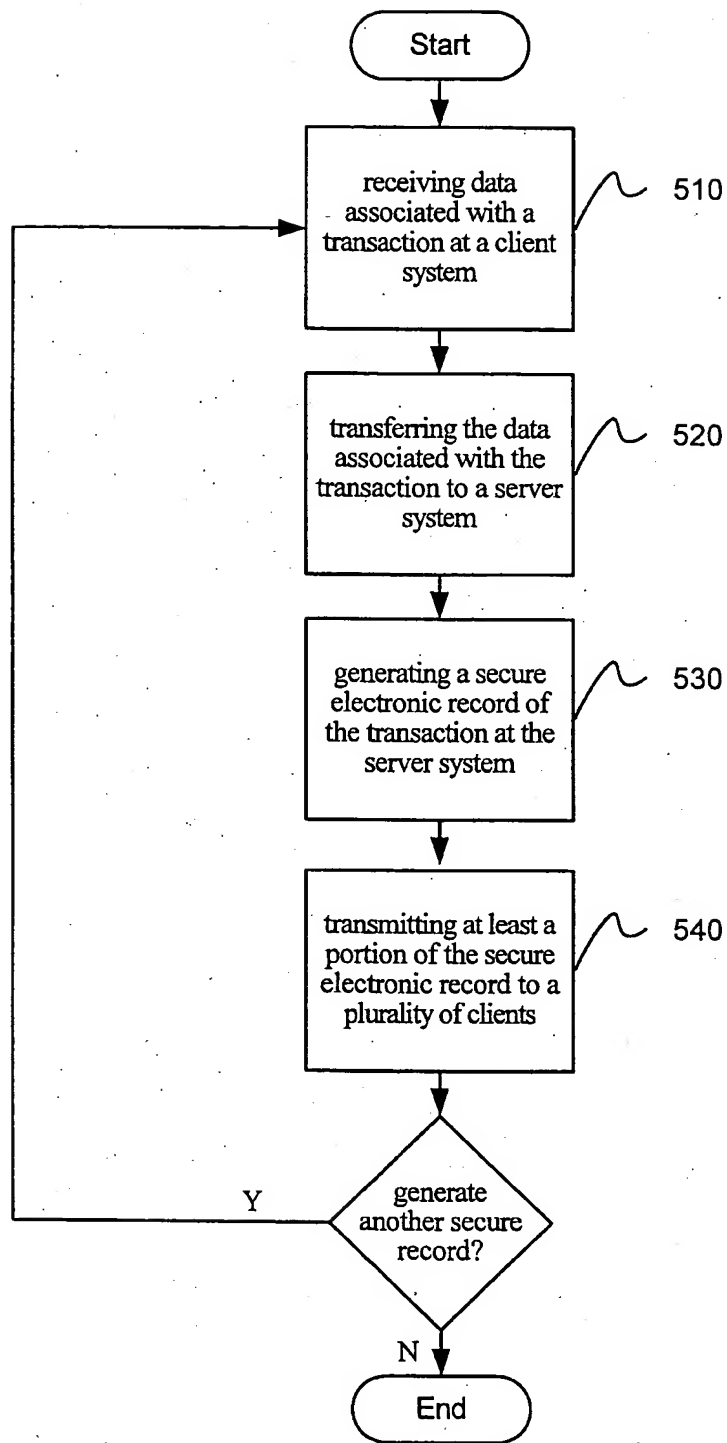 Start
receiving data
associated with a
transaction at a client
system
510
transferring the data
associated with the
transaction to a server
system
520
generating a secure
electronic record of
the transaction at the
server system
530
transmitting at least a
portion of the secure
electronic record to a
plurality of clients
540
generate
another secure
record?
Y
N
End